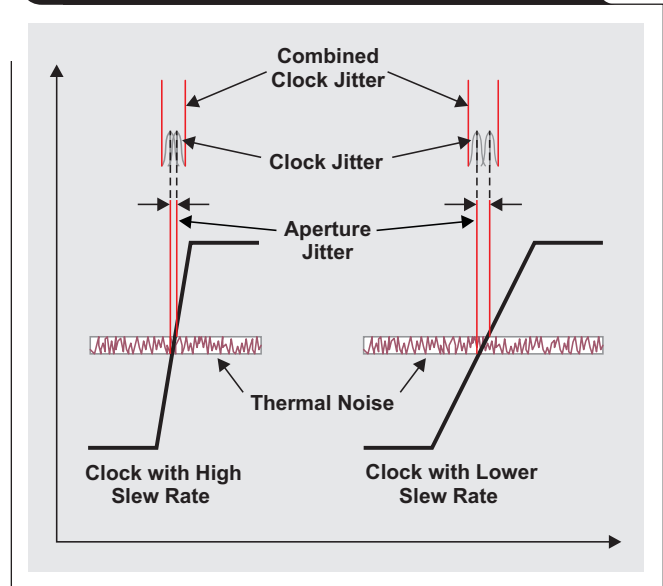 Combined
Clock Jitter
Clock Jitter
Aperture
Jitter
Thermal Noise
Clock with High
Slew Rate
Clock with Lower
Slew Rate